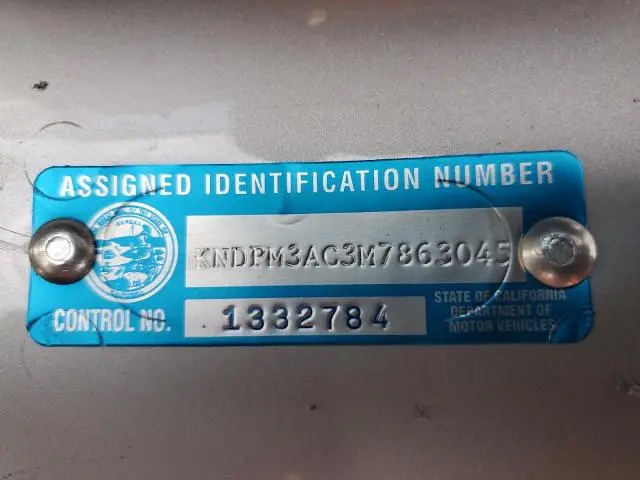 ASSIGNED IDENTIFICATION NUMBER
KNDPM3AC3M7863045
CONTROL NO. 1332784
STATE OF CALIFORNIA
DEPARTMENT OF
MOTOR VEHICLES